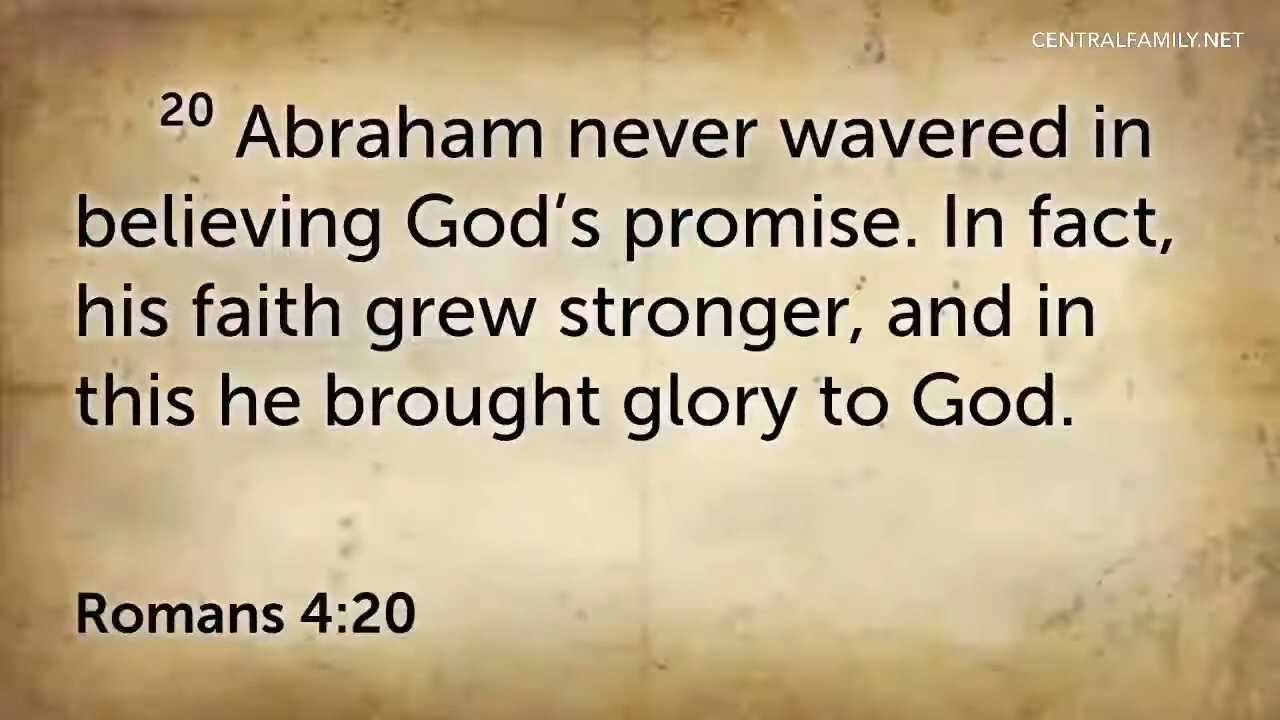 CENTRALFAMILY.NET
20 Abraham never wavered in
believing God’s promise. In fact,
his faith grew stronger, and in
this he brought glory to God.
Romans 4:20